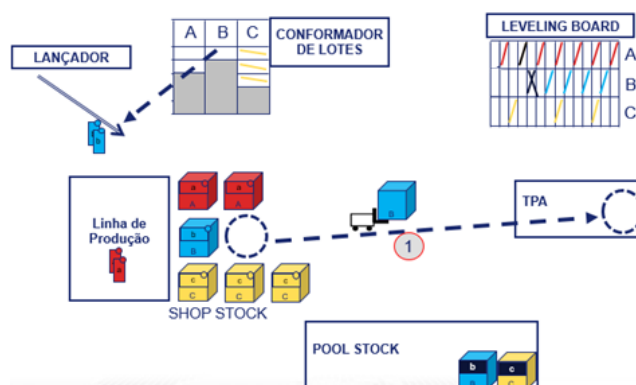 CONFORMADOR
DE LOTES
A B C
LANÇADOR
b
LEVELING BOARD
A
B
C
Linha de
Produção
a
a a
A A
b
B
c c c
C C C
SHOP STOCK
B
1
TPA
POOL STOCK
b c
B C